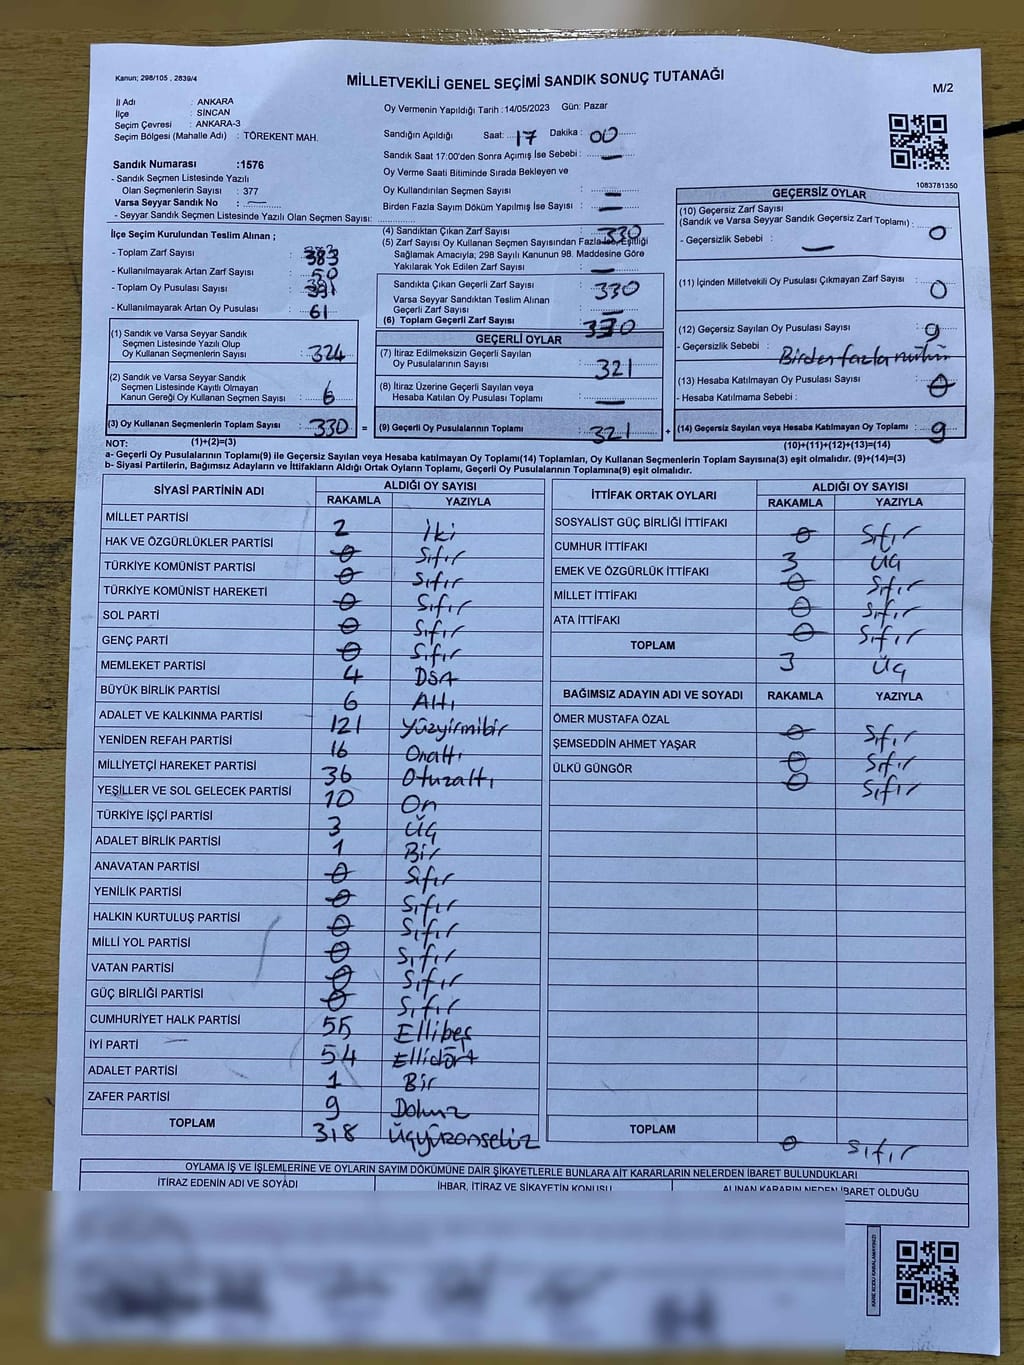 Kanun; 298/105 , 2839/4
MİLLETVEKİLİ GENEL SEÇİMİ SANDIK SONUÇ TUTANAĞI
M/2
İl Adı : ANKARA
İlçe : SİNCAN
Seçim Çevresi : ANKARA-3
Seçim Bölgesi (Mahalle Adı) : TÖREKENT MAH.
Oy Vermenin Yapıldığı Tarih :14/05/2023 Gün: Pazar
Sandığın Açıldığı Saat: 17 Dakika : 00
Sandık Saat 17:00'den Sonra Açımış İse Sebebi : —
Oy Verme Saati Bitiminde Sırada Bekleyen ve
Oy Kullandırılan Seçmen Sayısı : —
Birden Fazla Sayım Döküm Yapılmış İse Sayısı : —
Sandık Numarası :1576
- Sandık Seçmen Listesinde Yazılı
Olan Seçmenlerin Sayısı : 377
Varsa Seyyar Sandık No : —
- Seyyar Sandık Seçmen Listesinde Yazılı Olan Seçmen Sayısı:
1083781350
İlçe Seçim Kurulundan Teslim Alınan ;
- Toplam Zarf Sayısı : 383
- Kullanılmayarak Artan Zarf Sayısı : 50
- Toplam Oy Pusulası Sayısı : 391
- Kullanılmayarak Artan Oy Pusulası : 61
(1) Sandık ve Varsa Seyyar Sandık
Seçmen Listesinde Yazılı Olup
Oy Kullanan Seçmenlerin Sayısı : 324
(2) Sandık ve Varsa Seyyar Sandık
Seçmen Listesinde Kayıtlı Olmayan
Kanun Gereği Oy Kullanan Seçmen Sayısı : 6
(3) Oy Kullanan Seçmenlerin Toplam Sayısı : 330 =
(4) Sandıktan Çıkan Zarf Sayısı : 330
(5) Zarf Sayısı Oy Kullanan Seçmen Sayısından Fazla ise, Eşitliği
Sağlamak Amacıyla; 298 Sayılı Kanunun 98. Maddesine Göre
Yakılarak Yok Edilen Zarf Sayısı : —
Sandıkta Çıkan Geçerli Zarf Sayısı : 330
Varsa Seyyar Sandıktan Teslim Alınan
Geçerli Zarf Sayısı : —
(6) Toplam Geçerli Zarf Sayısı : 330
GEÇERLİ OYLAR
(7) İtiraz Edilmeksizin Geçerli Sayılan
Oy Pusulalarının Sayısı : 321
(8) İtiraz Üzerine Geçerli Sayılan veya
Hesaba Katılan Oy Pusulası Toplamı : —
(9) Geçerli Oy Pusulalarının Toplamı : 321 +
GEÇERSİZ OYLAR
(10) Geçersiz Zarf Sayısı
(Sandık ve Varsa Seyyar Sandık Geçersiz Zarf Toplamı) : 0
- Geçersizlik Sebebi : —
(11) İçinden Milletvekili Oy Pusulası Çıkmayan Zarf Sayısı : 0
(12) Geçersiz Sayılan Oy Pusulası Sayısı : 9
- Geçersizlik Sebebi : Birden fazla mühür
(13) Hesaba Katılmayan Oy Pusulası Sayısı : 0
- Hesaba Katılmama Sebebi :
(14) Geçersiz Sayılan veya Hesaba Katılmayan Oy Toplamı : 9
NOT: (1)+(2)=(3)
(10)+(11)+(12)+(13)=(14)
a- Geçerli Oy Pusulalarının Toplamı(9) ile Geçersiz Sayılan veya Hesaba Katılmayan Oy Toplamı(14) Toplamları, Oy Kullanan Seçmenlerin Toplam Sayısına(3) eşit olmalıdır. (9)+(14)=(3)
b- Siyasi Partilerin, Bağımsız Adayların ve İttifakların Aldığı Ortak Oyların Toplamı, Geçerli Oy Pusulalarının Toplamına(9) eşit olmalıdır.
SİYASİ PARTİNİN ADI ALDIĞI OY SAYISI
RAKAMLA YAZIYLA
MİLLET PARTİSİ 2 İki
HAK VE ÖZGÜRLÜKLER PARTİSİ 0 Sıfır
TÜRKİYE KOMÜNİST PARTİSİ 0 Sıfır
TÜRKİYE KOMÜNİST HAREKETİ 0 Sıfır
SOL PARTİ 0 Sıfır
GENÇ PARTİ 0 Sıfır
MEMLEKET PARTİSİ 4 Dört
BÜYÜK BİRLİK PARTİSİ 6 Altı
ADALET VE KALKINMA PARTİSİ 121 Yüzyirmibir
YENİDEN REFAH PARTİSİ 16 Onaltı
MİLLİYETÇİ HAREKET PARTİSİ 36 Otuzaltı
YEŞİLLER VE SOL GELECEK PARTİSİ 10 On
TÜRKİYE İŞÇİ PARTİSİ 3 Üç
ADALET BİRLİK PARTİSİ 1 Bir
ANAVATAN PARTİSİ 0 Sıfır
YENİLİK PARTİSİ 0 Sıfır
HALKIN KURTULUŞ PARTİSİ 0 Sıfır
MİLLİ YOL PARTİSİ 0 Sıfır
VATAN PARTİSİ 0 Sıfır
GÜÇ BİRLİĞİ PARTİSİ 0 Sıfır
CUMHURİYET HALK PARTİSİ 55 Ellibeş
İYİ PARTİ 54 Ellidört
ADALET PARTİSİ 1 Bir
ZAFER PARTİSİ 9 Dokuz
TOPLAM 318 Üçyüzonsekiz
İTTİFAK ORTAK OYLARI ALDIĞI OY SAYISI
RAKAMLA YAZIYLA
SOSYALİST GÜÇ BİRLİĞİ İTTİFAKI 0 Sıfır
CUMHUR İTTİFAKI 3 Üç
EMEK VE ÖZGÜRLÜK İTTİFAKI 0 Sıfır
MİLLET İTTİFAKI 0 Sıfır
ATA İTTİFAKI 0 Sıfır
TOPLAM 3 Üç
BAĞIMSIZ ADAYIN ADI VE SOYADI RAKAMLA YAZIYLA
ÖMER MUSTAFA ÖZAL 0 Sıfır
ŞEMSEDDİN AHMET YAŞAR 0 Sıfır
ÜLKÜ GÜNGÖR 0 Sıfır
TOPLAM 0 Sıfır
OYLAMA İŞ VE İŞLEMLERİNE VE OYLARIN SAYIM DÖKÜMÜNE DAİR ŞİKAYETLERLE BUNLARA AİT KARARLARIN NELERDEN İBARET BULUNDUKLARI
İTİRAZ EDENİN ADI VE SOYADI İHBAR, İTİRAZ VE ŞİKAYETİN KONUSU ALINAN KARARIN NEDEN İBARET OLDUĞU
KARE KODU KARALAMAYINIZ!